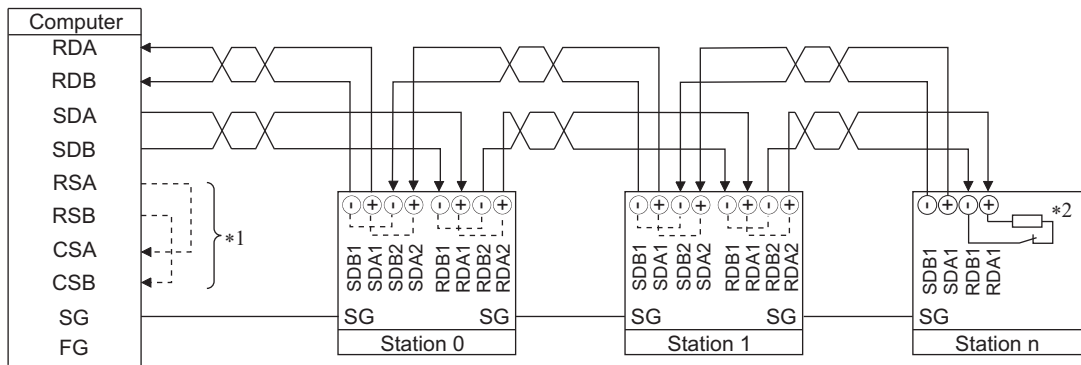 Computer
RDA
RDB
SDA
SDB
RSA
RSB
CSA
CSB
SG
FG
*1
- + - + - + - +
SDB1 SDA1 SDB2 SDA2 RDB1 RDA1 RDB2 RDA2
SG SG
Station 0
- + - + - + - +
SDB1 SDA1 SDB2 SDA2 RDB1 RDA1 RDB2 RDA2
SG SG
Station 1
- + - +
*2
SDB1 SDA1 RDB1 RDA1
SG
Station n